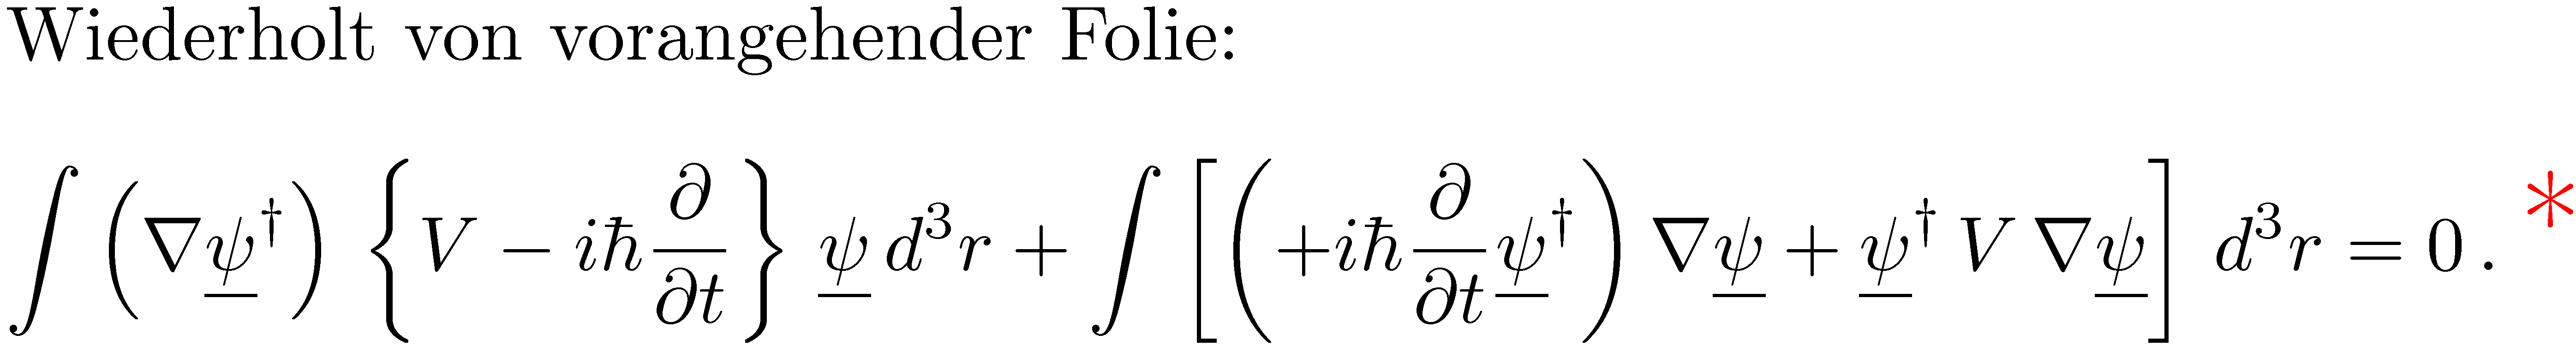 Wiederholt von vorangehender Folie:
∫ (∇ψ̲†) {V − iħ ∂/∂t} ψ̲ d³r + ∫ [(+iħ ∂/∂t ψ̲†) ∇ψ̲ + ψ̲† V ∇ψ̲] d³r = 0 . *